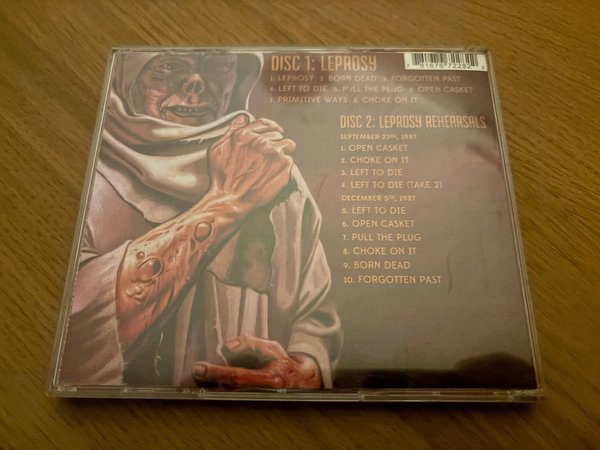 DISC 1: LEPROSY
1. LEPROSY 2. BORN DEAD 3. FORGOTTEN PAST
4. LEFT TO DIE 5. PULL THE PLUG 6. OPEN CASKET
7. PRIMITIVE WAYS 8. CHOKE ON IT
7 81676 72282 2
DISC 2: LEPROSY REHEARSALS
SEPTEMBER 23RD, 1987
1. OPEN CASKET
2. CHOKE ON IT
3. LEFT TO DIE
4. LEFT TO DIE (TAKE 2)
DECEMBER 5TH, 1987
5. LEFT TO DIE
6. OPEN CASKET
7. PULL THE PLUG
8. CHOKE ON IT
9. BORN DEAD
10. FORGOTTEN PAST